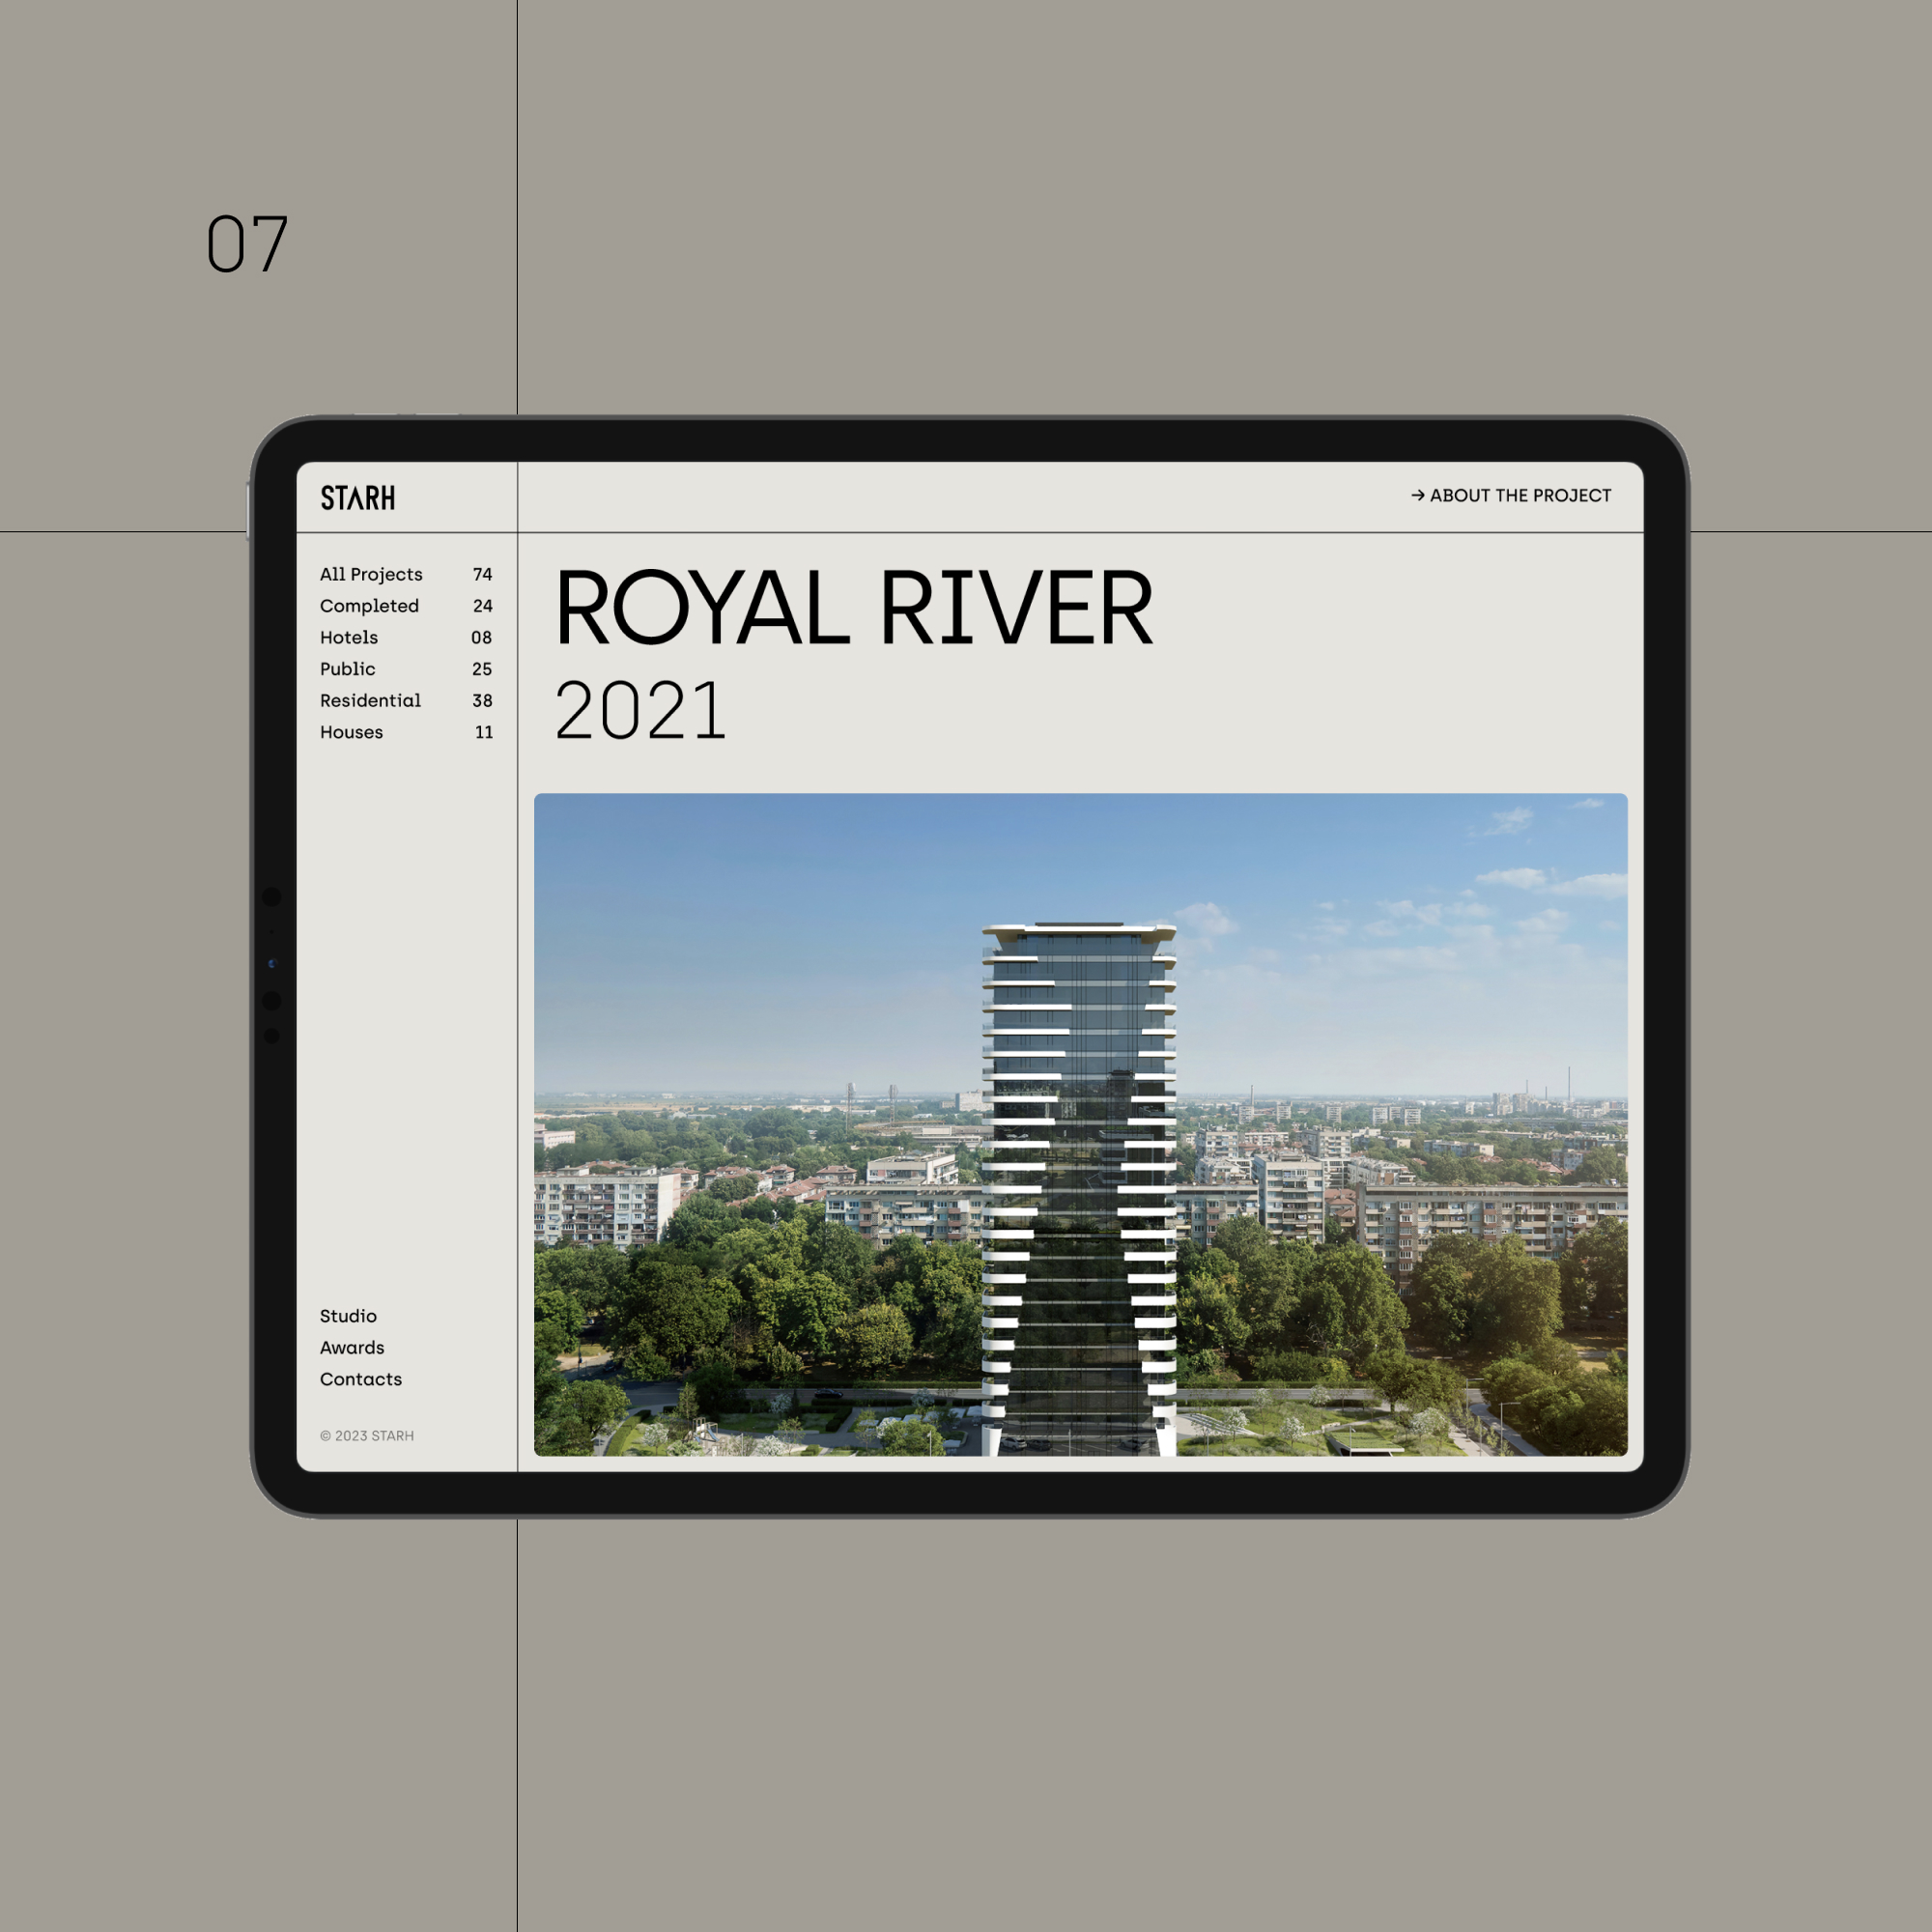 07
STARH
→ ABOUT THE PROJECT
All Projects 74
Completed 24
Hotels 08
Public 25
Residential 38
Houses 11
ROYAL RIVER
2021
Studio
Awards
Contacts
© 2023 STARH